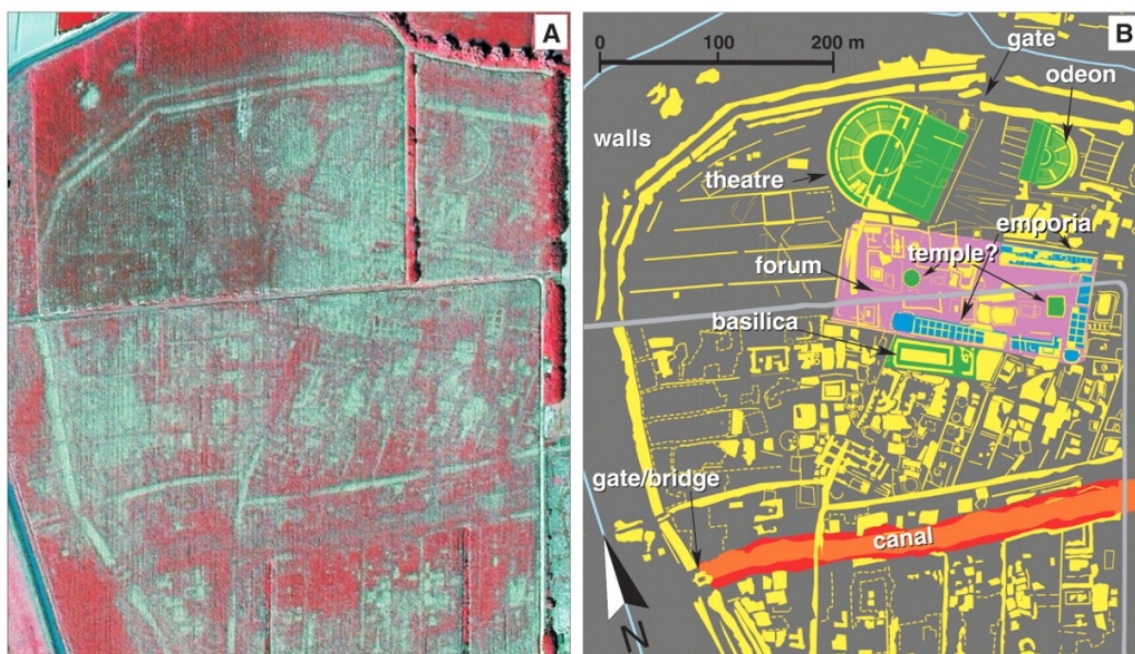 A
B
0 100 200 m
gate
odeon
walls
theatre
emporia
temple?
forum
basilica
gate/bridge
canal
N